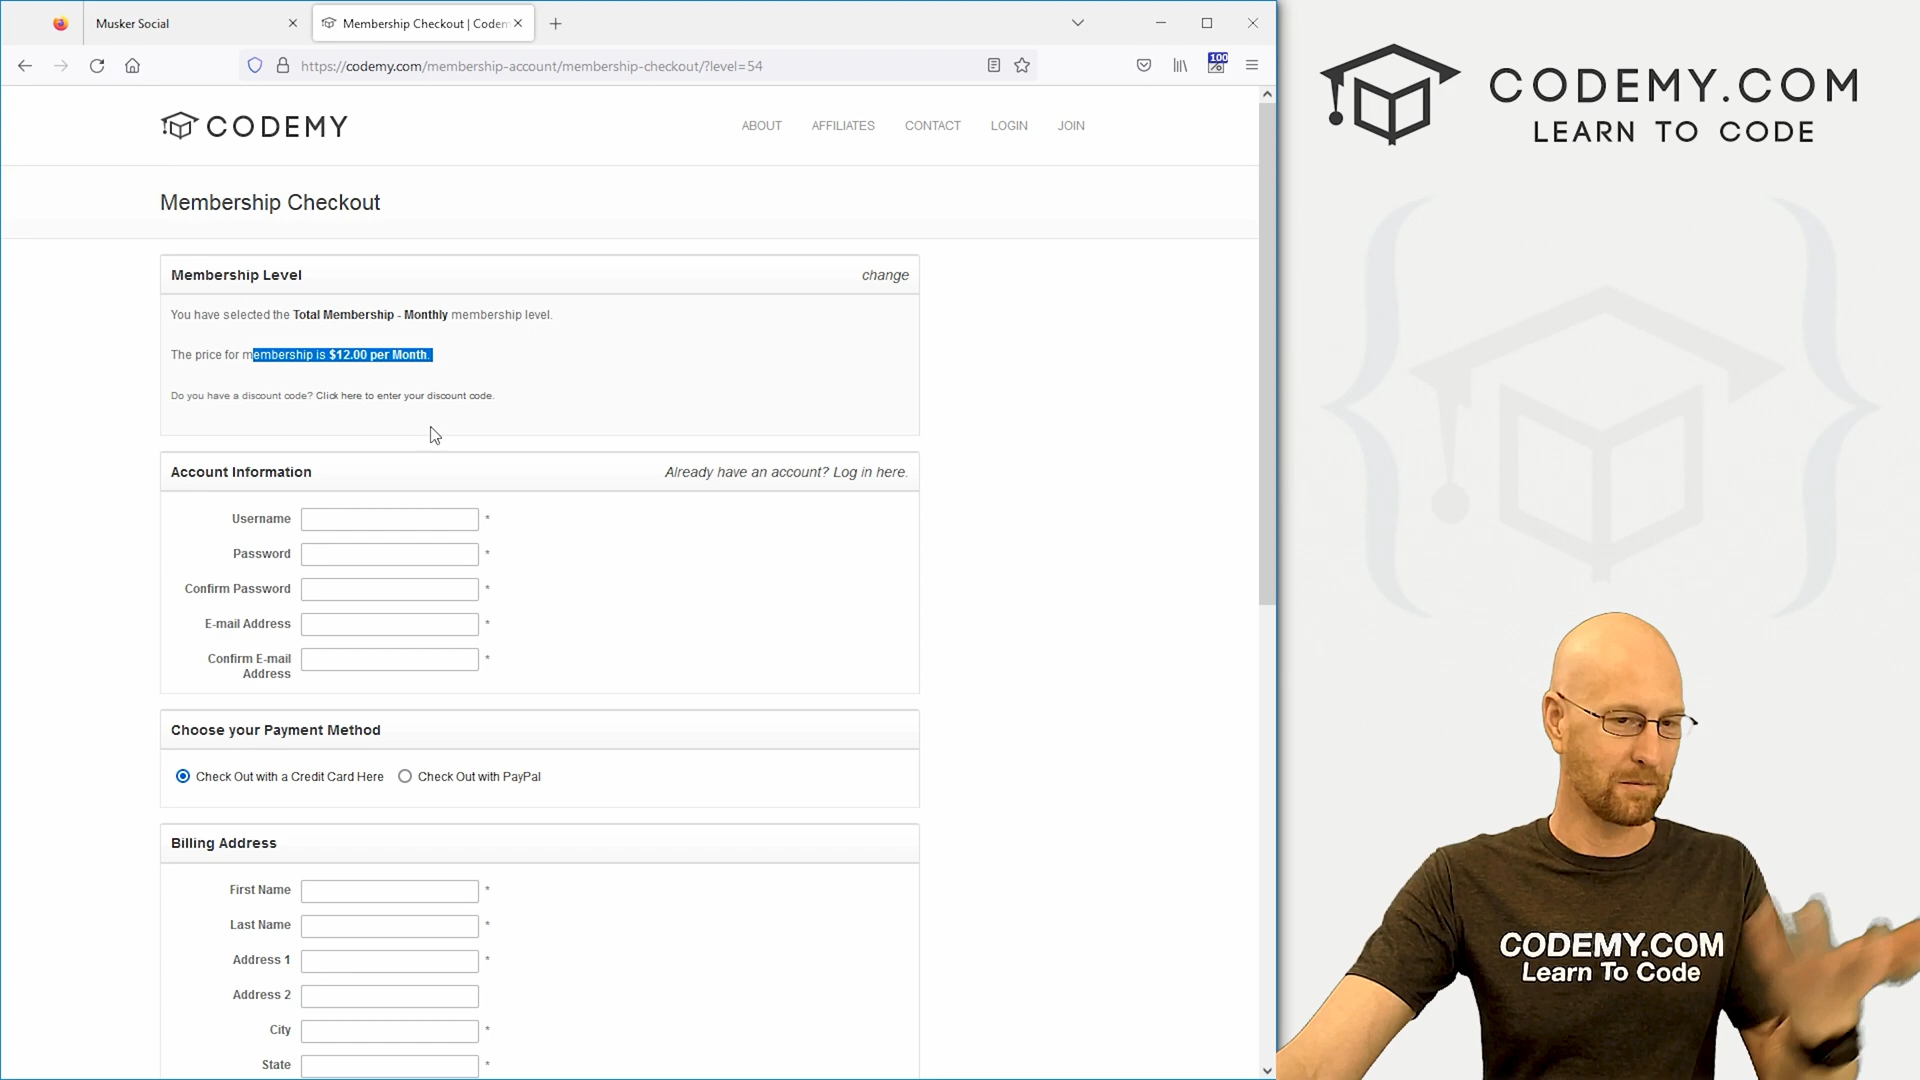 Musker Social
Membership Checkout | Codem
https://codemy.com/membership-account/membership-checkout/?level=54
100
CODEMY
ABOUT AFFILIATES CONTACT LOGIN JOIN
Membership Checkout
Membership Level change
You have selected the Total Membership - Monthly membership level.
The price for membership is $12.00 per Month.
Do you have a discount code? Click here to enter your discount code.
Account Information Already have an account? Log in here.
Username *
Password *
Confirm Password *
E-mail Address *
Confirm E-mail *
Address
Choose your Payment Method
Check Out with a Credit Card Here Check Out with PayPal
Billing Address
First Name *
Last Name *
Address 1 *
Address 2
City *
State *
CODEMY.COM
LEARN TO CODE
CODEMY.COM
Learn To Code